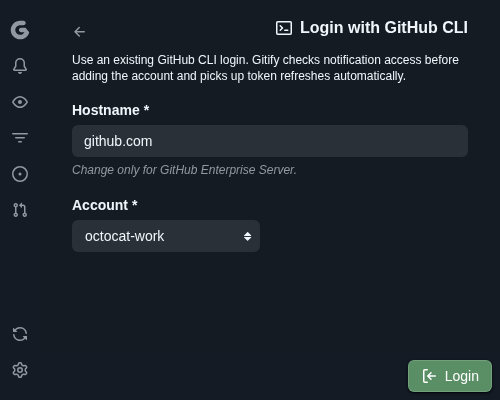 Login with GitHub CLI
Use an existing GitHub CLI login. Gitify checks notification access before
adding the account and picks up token refreshes automatically.
Hostname *
github.com
Change only for GitHub Enterprise Server.
Account *
octocat-work
Login